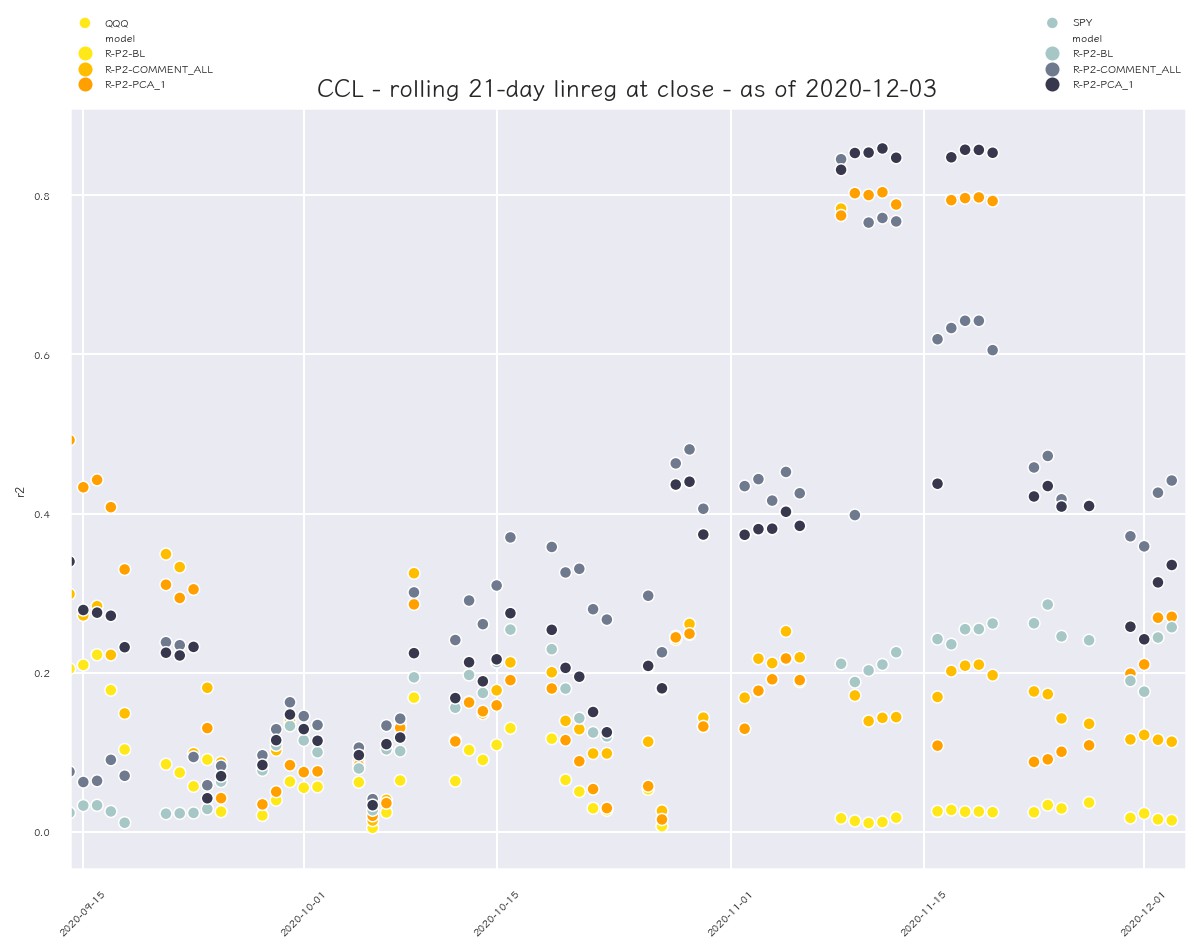 QQQ
model
R-P2-BL
R-P2-COMMENT_ALL
R-P2-PCA_1
SPY
model
R-P2-BL
R-P2-COMMENT_ALL
R-P2-PCA_1
CCL - rolling 21-day linreg at close - as of 2020-12-03
r2
0.8
0.6
0.4
0.2
0.0
2020-09-15
2020-10-01
2020-10-15
2020-11-01
2020-11-15
2020-12-01